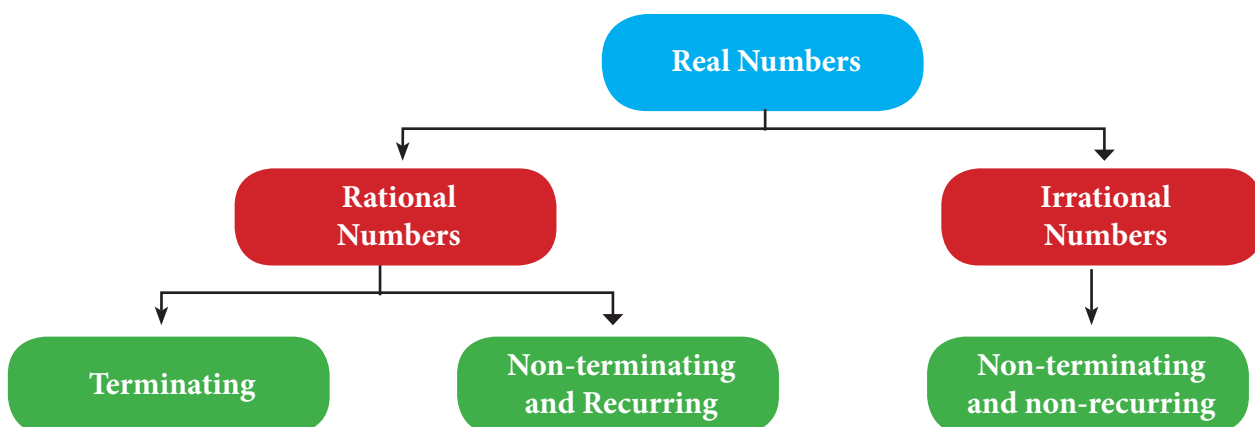 Real Numbers
Rational
Numbers
Irrational
Numbers
Terminating
Non-terminating
and Recurring
Non-terminating
and non-recurring